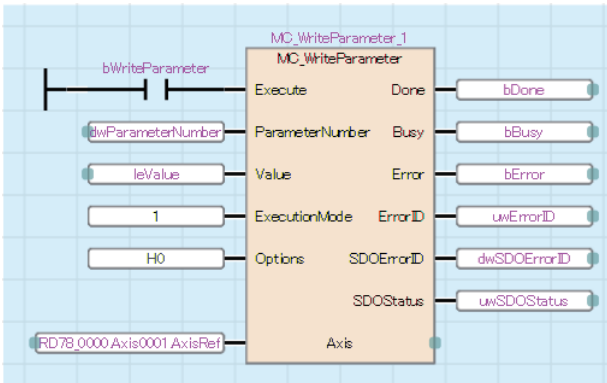 MC_WriteParameter_1
bWriteParameter
MC_WriteParameter
Execute Done bDone
dwParameterNumber ParameterNumber Busy bBusy
leValue Value Error bError
1 ExecutionMode ErrorID uwErrorID
H0 Options SDOErrorID dwSDOErrorID
SDOStatus uwSDOStatus
RD78_0000.Axis0001.AxisRef Axis